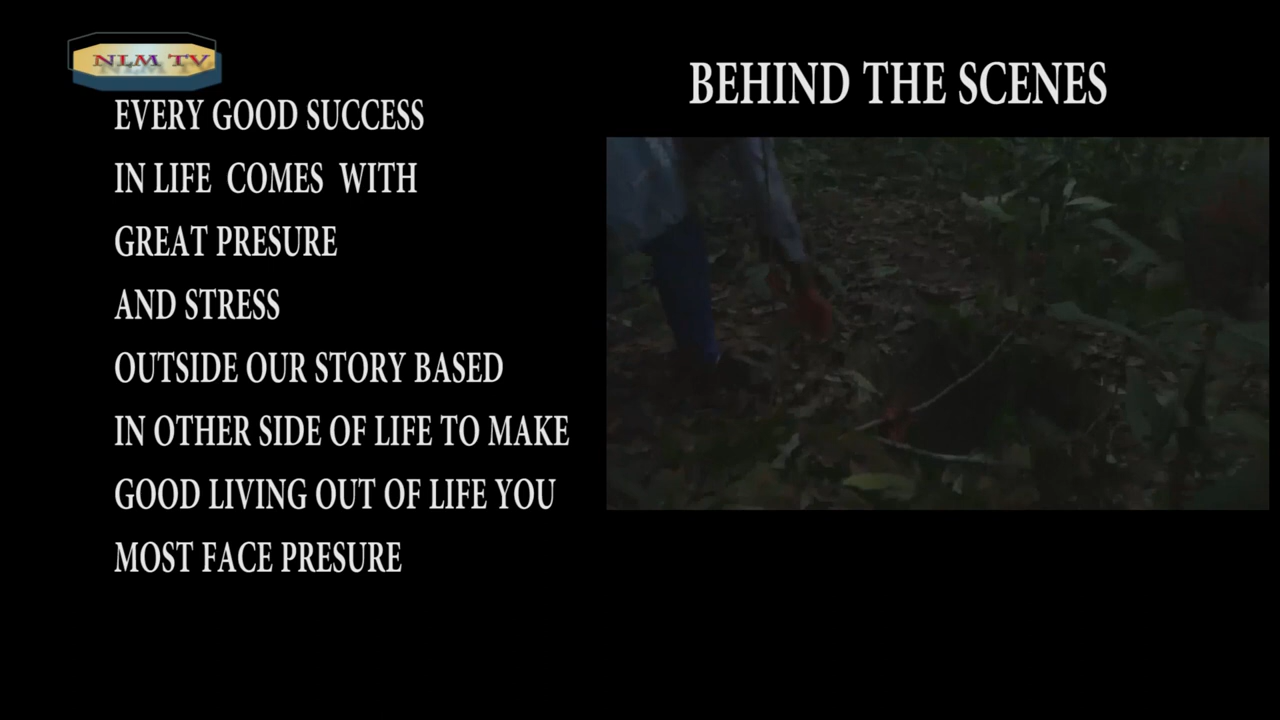 NLM TV
BEHIND THE SCENES
EVERY GOOD SUCCESS
IN LIFE COMES WITH
GREAT PRESURE
AND STRESS
OUTSIDE OUR STORY BASED
IN OTHER SIDE OF LIFE TO MAKE
GOOD LIVING OUT OF LIFE YOU
MOST FACE PRESURE